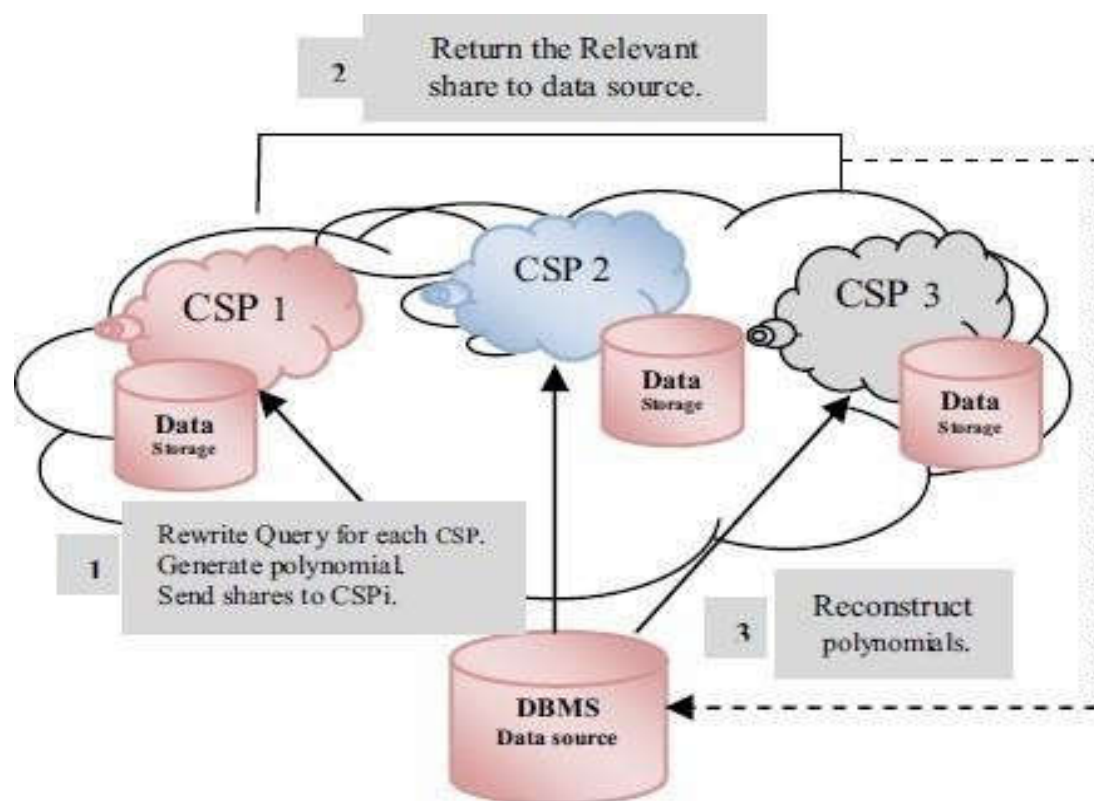 2
Return the Relevant
share to data source.
CSP 1
CSP 2
CSP 3
Data
Storage
Data
Storage
Data
Storage
1
Rewrite Query for each CSP.
Generate polynomial.
Send shares to CSPi.
3
Reconstruct
polynomials.
DBMS
Data source